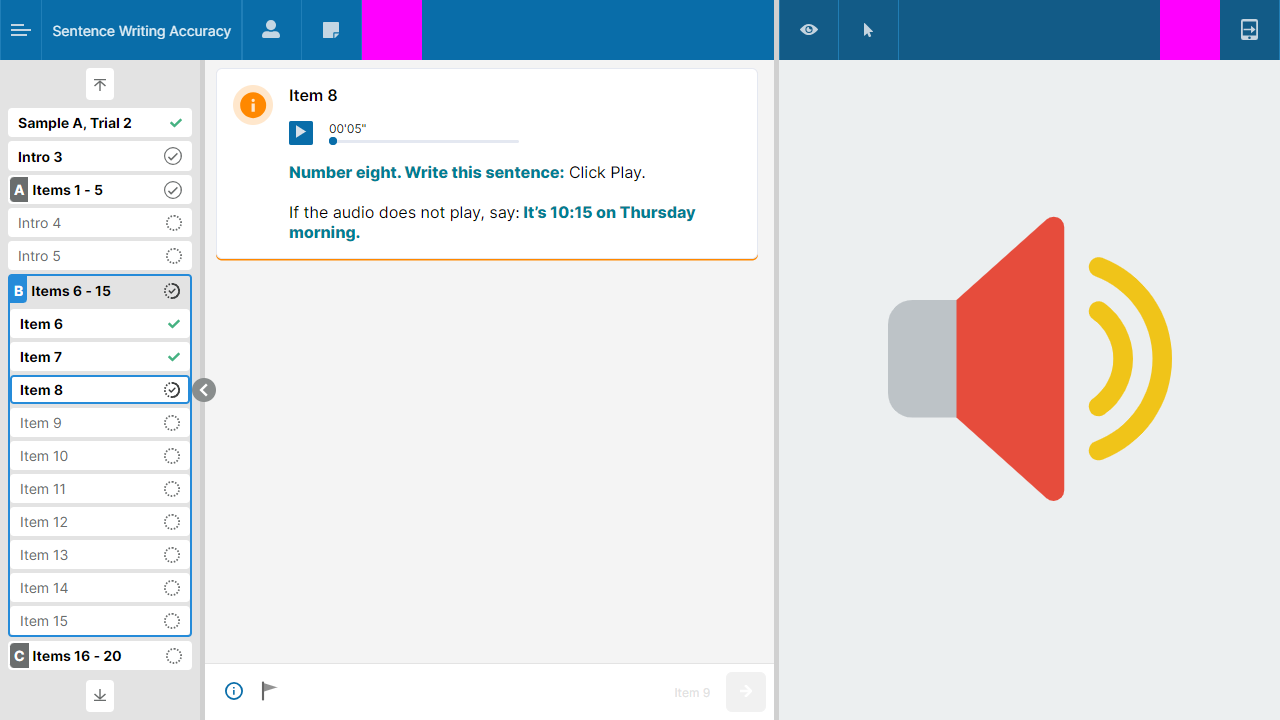 Sentence Writing Accuracy
Sample A, Trial 2
Intro 3
A Items 1 - 5
Intro 4
Intro 5
B Items 6 - 15
Item 6
Item 7
Item 8
Item 9
Item 10
Item 11
Item 12
Item 13
Item 14
Item 15
C Items 16 - 20
Item 8
00'05"
Number eight. Write this sentence: Click Play.
If the audio does not play, say: It’s 10:15 on Thursday
morning.
Item 9